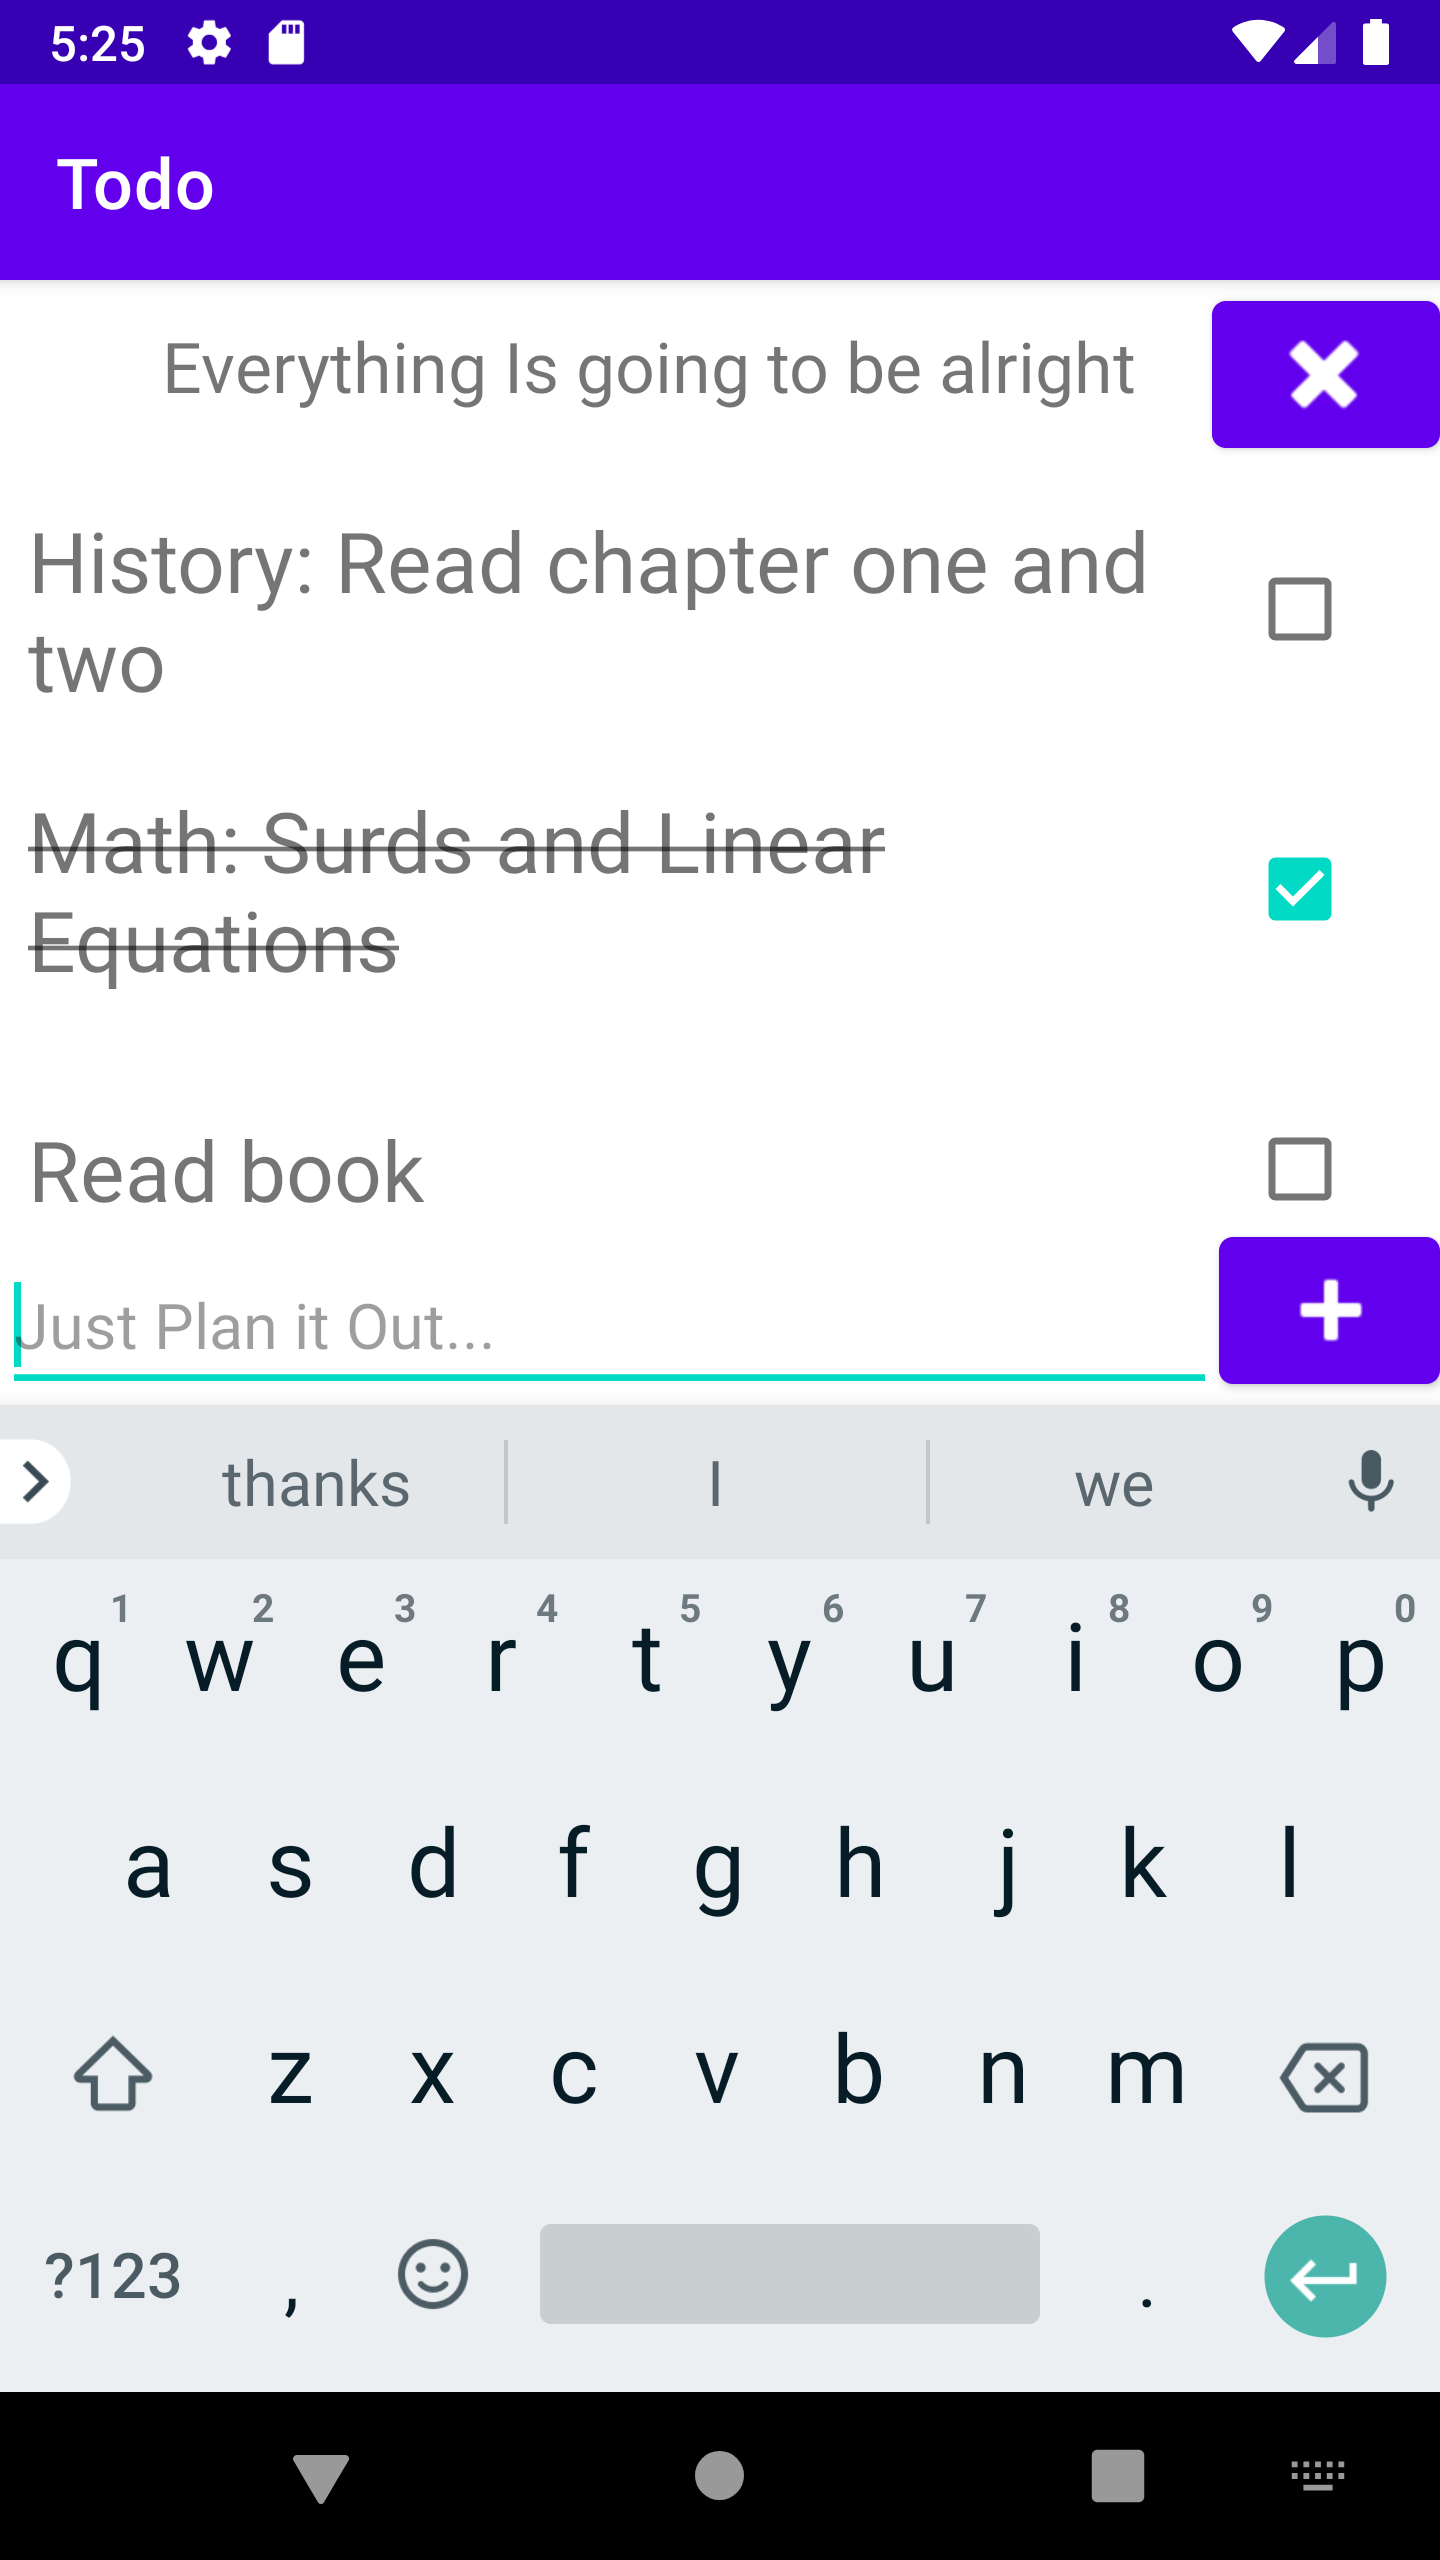 5:25
Todo
Everything Is going to be alright
History: Read chapter one and
two
Math: Surds and Linear
Equations
Read book
Just Plan it Out...
thanks I we
1 2 3 4 5 6 7 8 9 0
q w e r t y u i o p
a s d f g h j k l
z x c v b n m
?123 , .